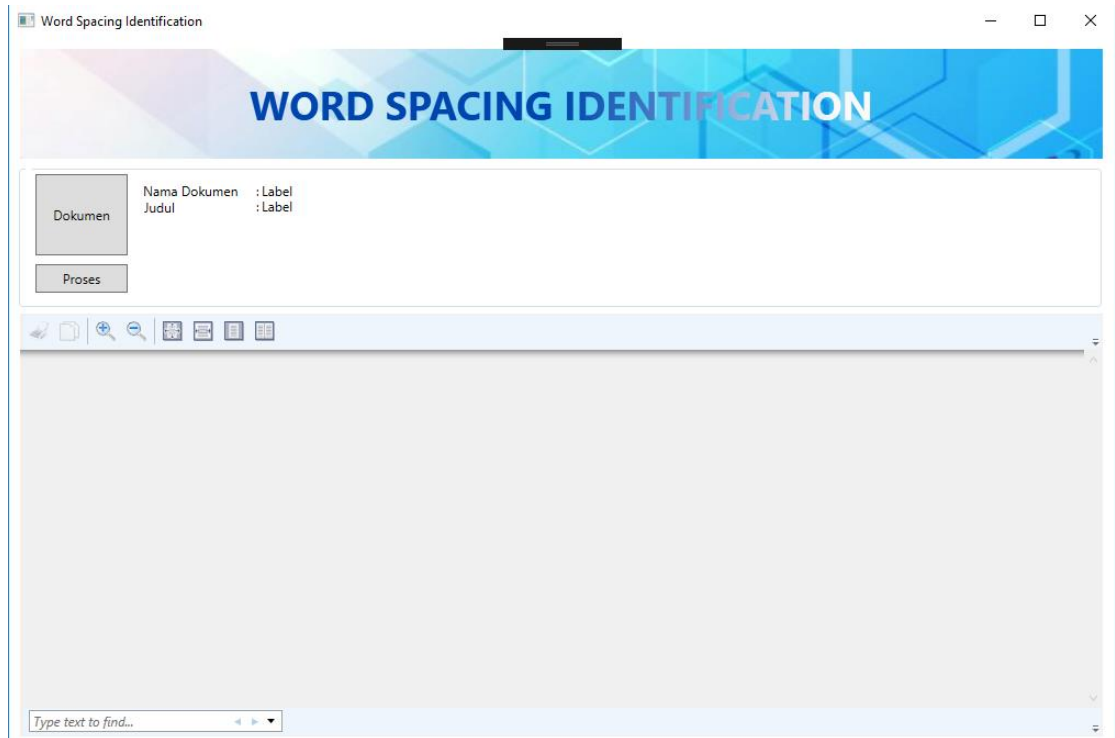 Word Spacing Identification
WORD SPACING IDENTIFICATION
Dokumen
Nama Dokumen : Label
Judul : Label
Proses
Type text to find...